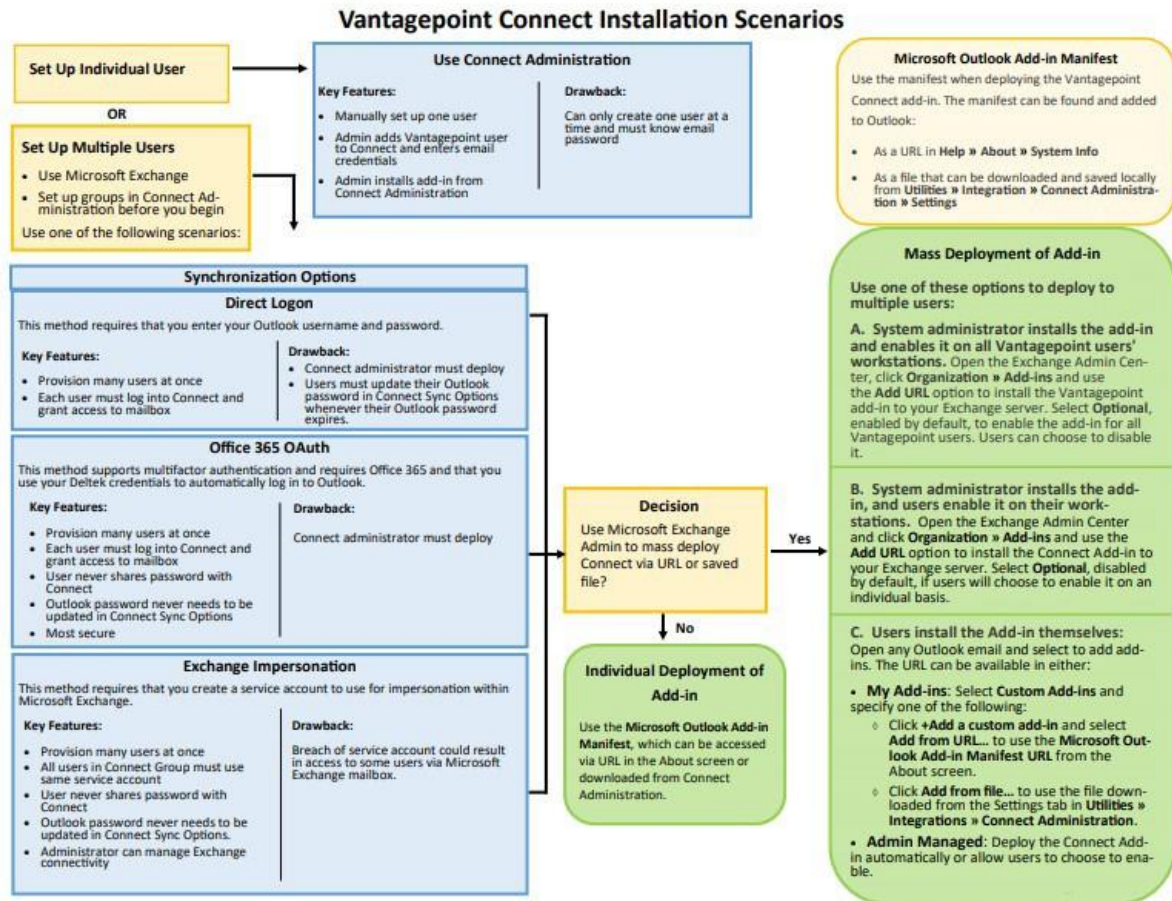 Vantagepoint Connect Installation Scenarios
Set Up Individual User
OR
Set Up Multiple Users
• Use Microsoft Exchange
• Set up groups in Connect Ad-
ministration before you begin
Use one of the following scenarios:
Use Connect Administration
Key Features:
• Manually set up one user
• Admin adds Vantagepoint user
to Connect and enters email
credentials
• Admin installs add-in from
Connect Administration
Drawback:
Can only create one user at a
time and must know email
password
Microsoft Outlook Add-in Manifest
Use the manifest when deploying the Vantagepoint
Connect add-in. The manifest can be found and added
to Outlook:
• As a URL in Help » About » System Info
• As a file that can be downloaded and saved locally
from Utilities » Integration » Connect Administra-
tion » Settings
Synchronization Options
Direct Logon
This method requires that you enter your Outlook username and password.
Key Features:
• Provision many users at once
• Each user must log into Connect and
grant access to mailbox
Drawback:
• Connect administrator must deploy
• Users must update their Outlook
password in Connect Sync Options
whenever their Outlook password
expires.
Office 365 OAuth
This method supports multifactor authentication and requires Office 365 and that you
use your Deltek credentials to automatically log in to Outlook.
Key Features:
• Provision many users at once
• Each user must log into Connect and
grant access to mailbox
• User never shares password with
Connect
• Outlook password never needs to be
updated in Connect Sync Options
• Most secure
Drawback:
Connect administrator must deploy
Exchange Impersonation
This method requires that you create a service account to use for impersonation within
Microsoft Exchange.
Key Features:
• Provision many users at once
• All users in Connect Group must use
same service account
• User never shares password with
Connect
• Outlook password never needs to be
updated in Connect Sync Options.
• Administrator can manage Exchange
connectivity
Drawback:
Breach of service account could result
in access to some users via Microsoft
Exchange mailbox.
Decision
Use Microsoft Exchange
Admin to mass deploy
Connect via URL or saved
file?
Yes
No
Individual Deployment of
Add-in
Use the Microsoft Outlook Add-in
Manifest, which can be accessed
via URL in the About screen or
downloaded from Connect
Administration.
Mass Deployment of Add-in
Use one of these options to deploy to
multiple users:
A. System administrator installs the add-in
and enables it on all Vantagepoint users'
workstations. Open the Exchange Admin Cen-
ter, click Organization » Add-ins and use
the Add URL option to install the Vantagepoint
add-in to your Exchange server. Select Optional,
enabled by default, to enable the add-in for all
Vantagepoint users. Users can choose to disable
it.
B. System administrator installs the add-
in, and users enable it on their work-
stations. Open the Exchange Admin Center
and click Organization » Add-ins and use the
Add URL option to install the Connect Add-in to
your Exchange server. Select Optional, disabled
by default, if users will choose to enable it on an
individual basis.
C. Users install the Add-in themselves:
Open any Outlook email and select to add add-
ins. The URL can be available in either:
• My Add-ins: Select Custom Add-ins and
specify one of the following:
◊ Click +Add a custom add-in and select
Add from URL... to use the Microsoft Out-
look Add-in Manifest URL from the
About screen.
◊ Click Add from file... to use the file down-
loaded from the Settings tab in Utilities »
Integrations » Connect Administration.
• Admin Managed: Deploy the Connect Add-
in automatically or allow users to choose to ena-
ble.